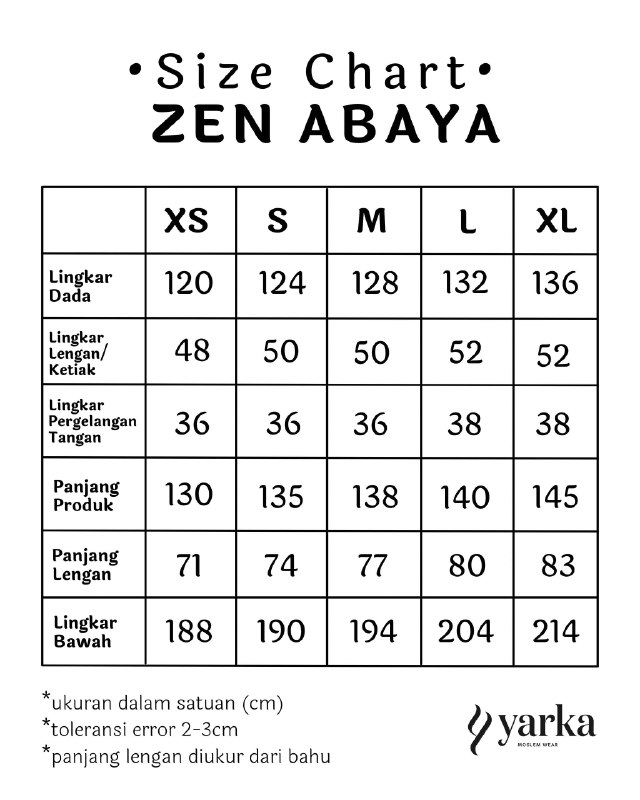 •Size Chart•
ZEN ABAYA
XS S M L XL
Lingkar Dada 120 124 128 132 136
Lingkar Lengan/ Ketiak 48 50 50 52 52
Lingkar Pergelangan Tangan 36 36 36 38 38
Panjang Produk 130 135 138 140 145
Panjang Lengan 71 74 77 80 83
Lingkar Bawah 188 190 194 204 214
*ukuran dalam satuan (cm)
*toleransi error 2-3cm
*panjang lengan diukur dari bahu
yarka
MOSLEM WEAR